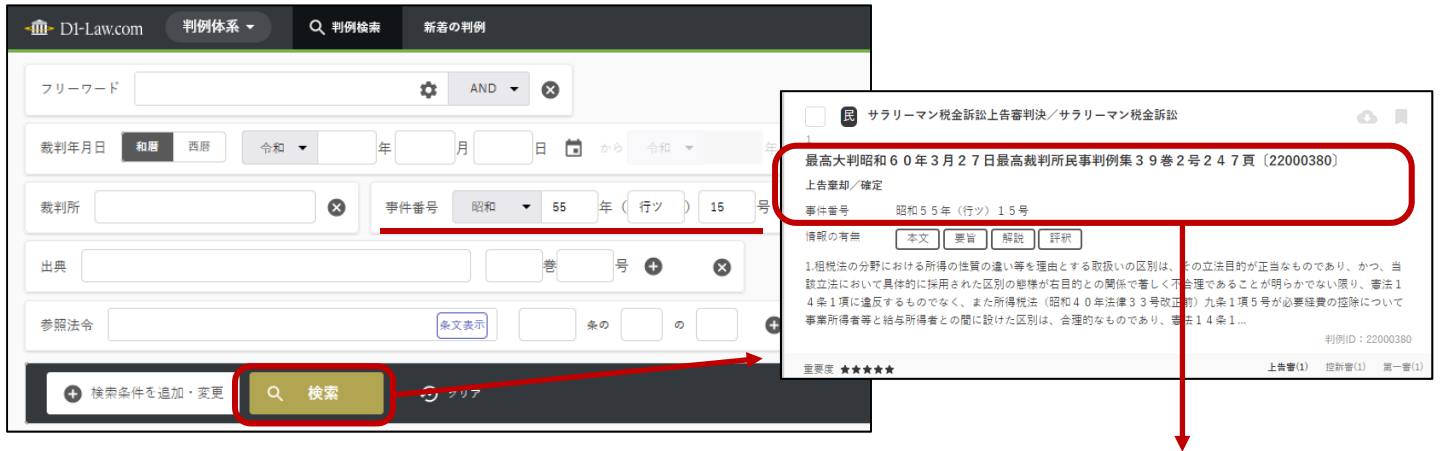 D1-Law.com 判例体系 判例検索 新着の判例
フリーワード AND
裁判年月日 和暦 西暦 令和 年 月 日 から 令和 年
裁判所 事件番号 昭和 55 年 ( 行ツ ) 15 号
出典 巻 号
参照法令 条文表示 条の の
検索条件を追加・変更 検索 クリア
民 サラリーマン税金訴訟上告審判決／サラリーマン税金訴訟
1
最高大判昭和６０年３月２７日最高裁判所民事判例集３９巻２号２４７頁〔22000380〕
上告棄却／確定
事件番号 昭和５５年（行ツ）１５号
情報の有無 本文 要旨 解説 評釈
1.租税法の分野における所得の性質の違い等を理由とする取扱いの区別は、その立法目的が正当なものであり、かつ、当
該立法において具体的に採用された区別の態様が右目的との関係で著しく不合理であることが明らかでない限り、憲法１
４条１項に違反するものでなく、また所得税法（昭和４０年法律３３号改正前）九条１項５号が必要経費の控除について
事業所得者等と給与所得者との間に設けた区別は、合理的なものであり、憲法１４条１...
判例ID：22000380
重要度 ★★★★★ 上告審(1) 控訴審(1) 第一審(1)